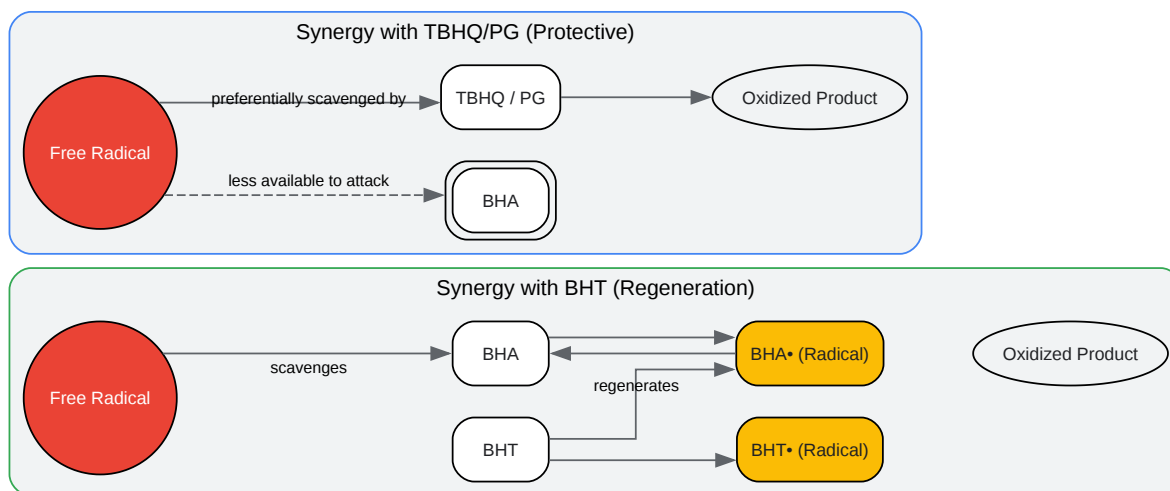 Synergy with TBHQ/PG (Protective)
Free Radical
preferentially scavenged by
TBHQ / PG
Oxidized Product
less available to attack
BHA
Synergy with BHT (Regeneration)
Free Radical
scavenges
BHA
BHA• (Radical)
Oxidized Product
regenerates
BHT
BHT• (Radical)